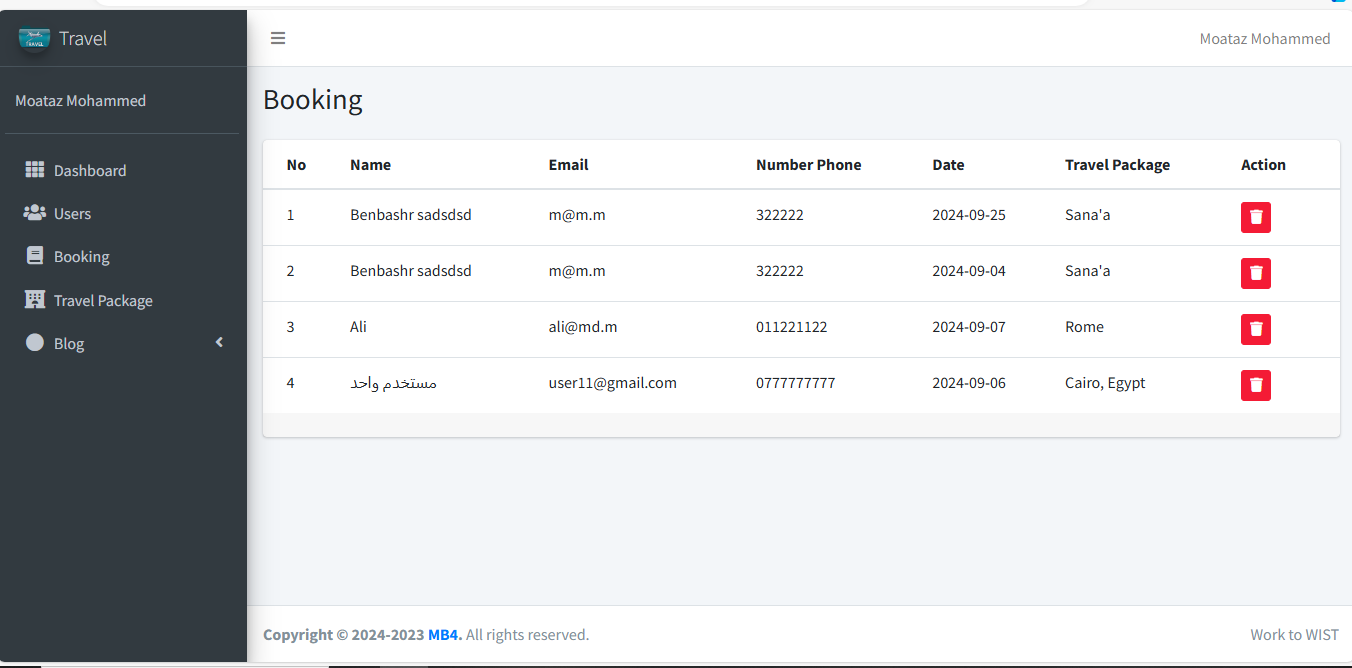 Travel
Moataz Mohammed
Moataz Mohammed
Dashboard
Users
Booking
Travel Package
Blog
Booking
No Name Email Number Phone Date Travel Package Action
1 Benbashr sadsdsd m@m.m 322222 2024-09-25 Sana'a
2 Benbashr sadsdsd m@m.m 322222 2024-09-04 Sana'a
3 Ali ali@md.m 011221122 2024-09-07 Rome
4 مستخدم واحد user11@gmail.com 0777777777 2024-09-06 Cairo, Egypt
Copyright © 2024-2023 MB4. All rights reserved. Work to WIST